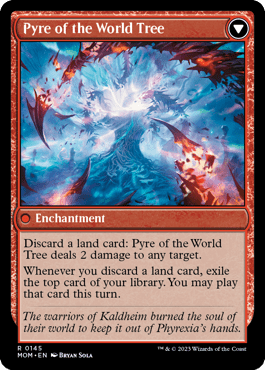 Pyre of the World Tree
Enchantment
Discard a land card: Pyre of the World
Tree deals 2 damage to any target.
Whenever you discard a land card, exile
the top card of your library. You may play
that card this turn.
The warriors of Kaldheim burned the soul of
their world to keep it out of Phyrexia's hands.
R 0145
MOM • EN BRYAN SOLA
™ & © 2023 Wizards of the Coast